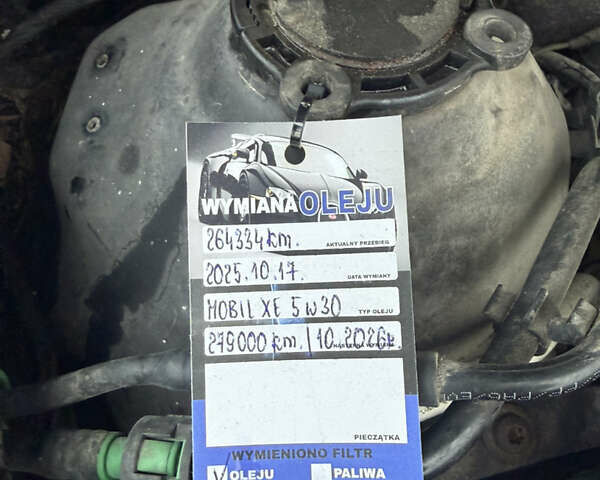 WYMIANA OLEJU
264334 km. AKTUALNY PRZEBIEG
2025.10.17. DATA WYMIANY
MOBIL XE 5W30 TYP OLEJU
279000 km. / 10.2026r
PIECZĄTKA
WYMIENIONO FILTR
V OLEJU PALIWA